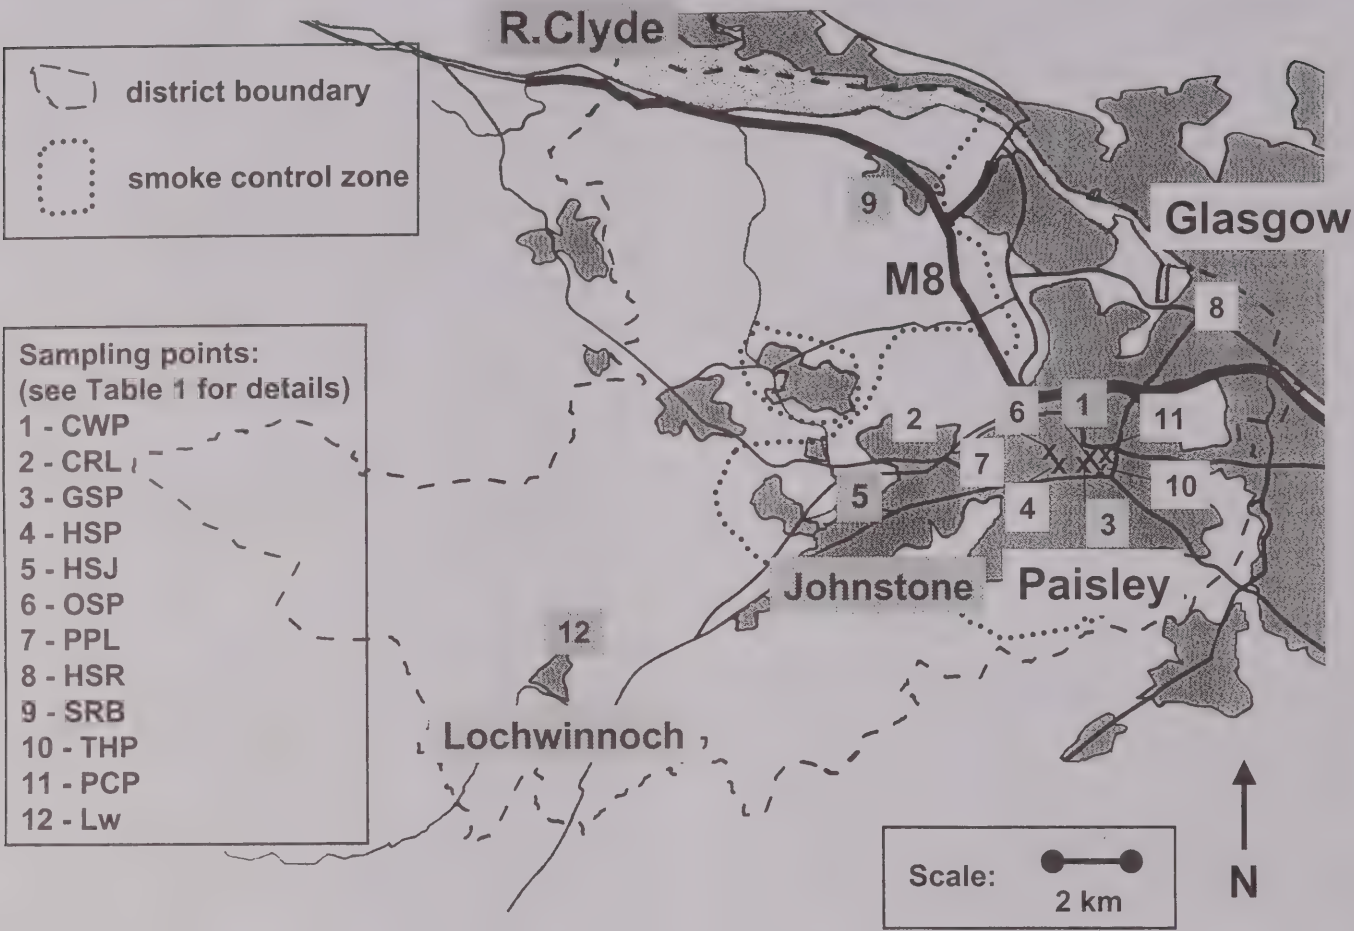 R.Clyde
district boundary
smoke control zone
9
Glasgow
M8
8
Sampling points:
(see Table 1 for details)
1 - CWP
2 - CRL
3 - GSP
4 - HSP
5 - HSJ
6 - OSP
7 - PPL
8 - HSR
9 - SRB
10 - THP
11 - PCP
12 - Lw
2
6
1
11
7
5
4
3
10
X X X X X
Johnstone
Paisley
12
Lochwinnoch
Scale:
2 km
N